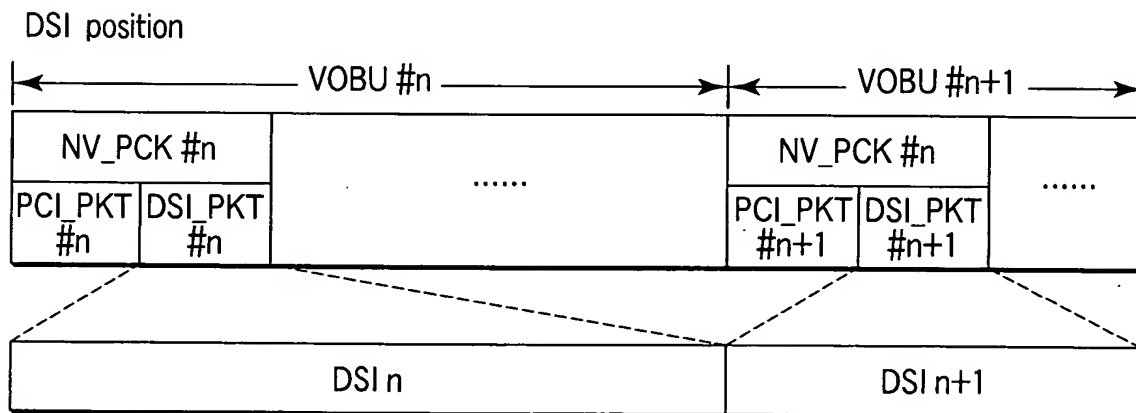 DSI position
VOBU #n
VOBU #n+1
NV_PCK #n
......
NV_PCK #n
......
PCI_PKT
#n
DSI_PKT
#n
PCI_PKT
#n+1
DSI_PKT
#n+1
DSI n
DSI n+1